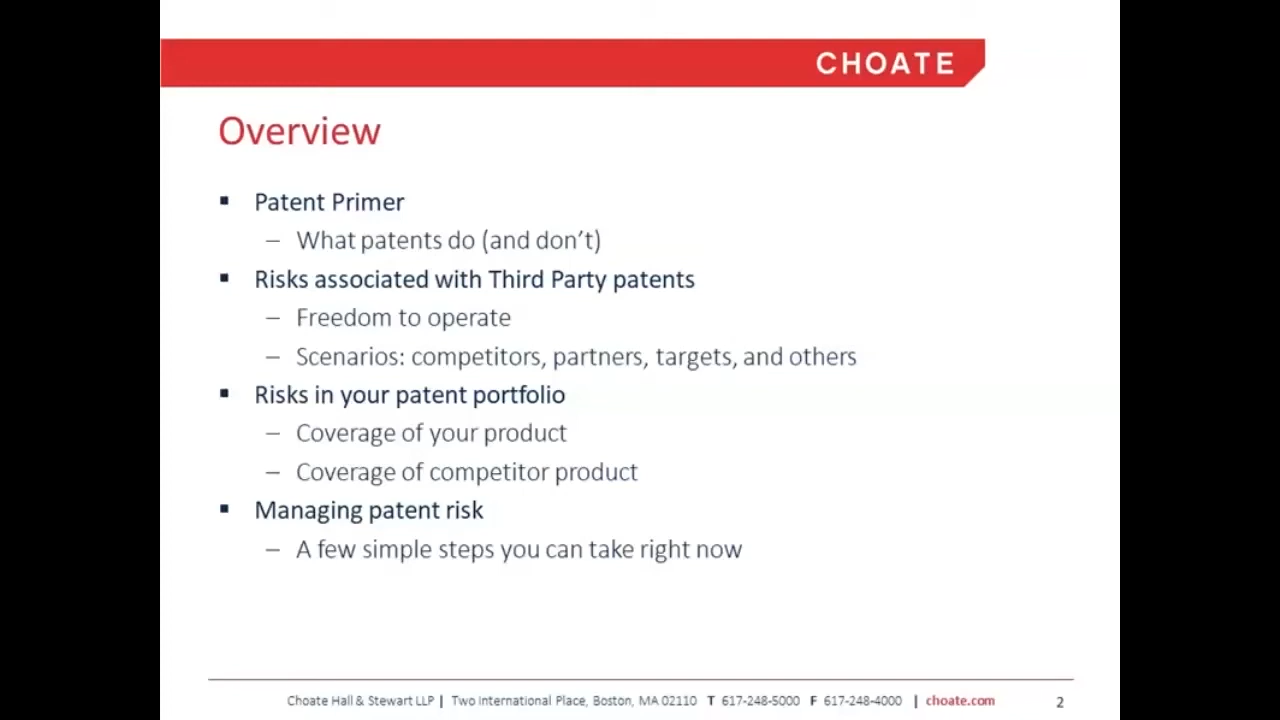 CHOATE
Overview
▪ Patent Primer
– What patents do (and don’t)
▪ Risks associated with Third Party patents
– Freedom to operate
– Scenarios: competitors, partners, targets, and others
▪ Risks in your patent portfolio
– Coverage of your product
– Coverage of competitor product
▪ Managing patent risk
– A few simple steps you can take right now
Choate Hall & Stewart LLP | Two International Place, Boston, MA 02110 T 617-248-5000 F 617-248-4000 | choate.com 2